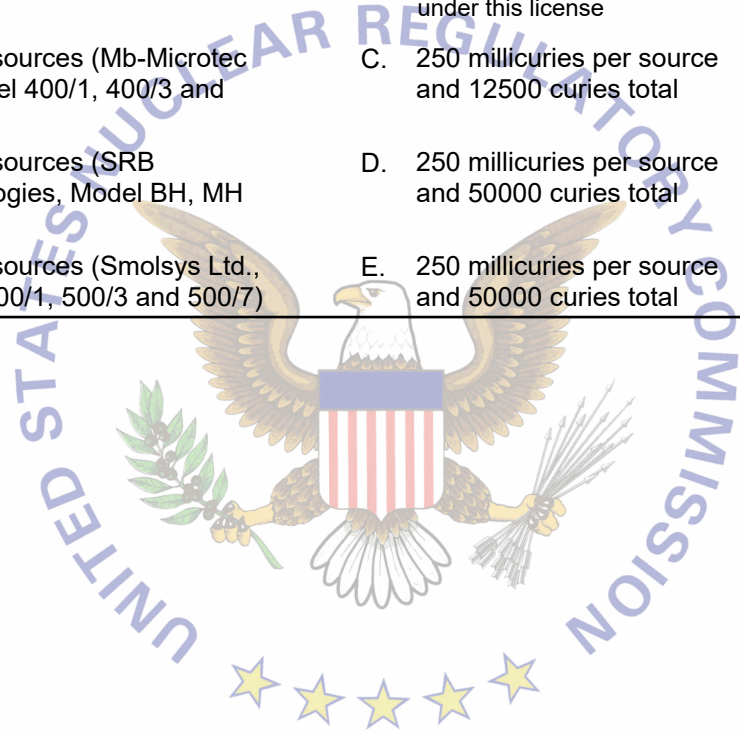 under this license
sources (Mb-Microtec C. 250 millicuries per source
el 400/1, 400/3 and and 12500 curies total
sources (SRB D. 250 millicuries per source
ogies, Model BH, MH and 50000 curies total
sources (Smolsys Ltd., E. 250 millicuries per source
00/1, 500/3 and 500/7) and 50000 curies total
UNITED STATES NUCLEAR REGULATORY COMMISSION